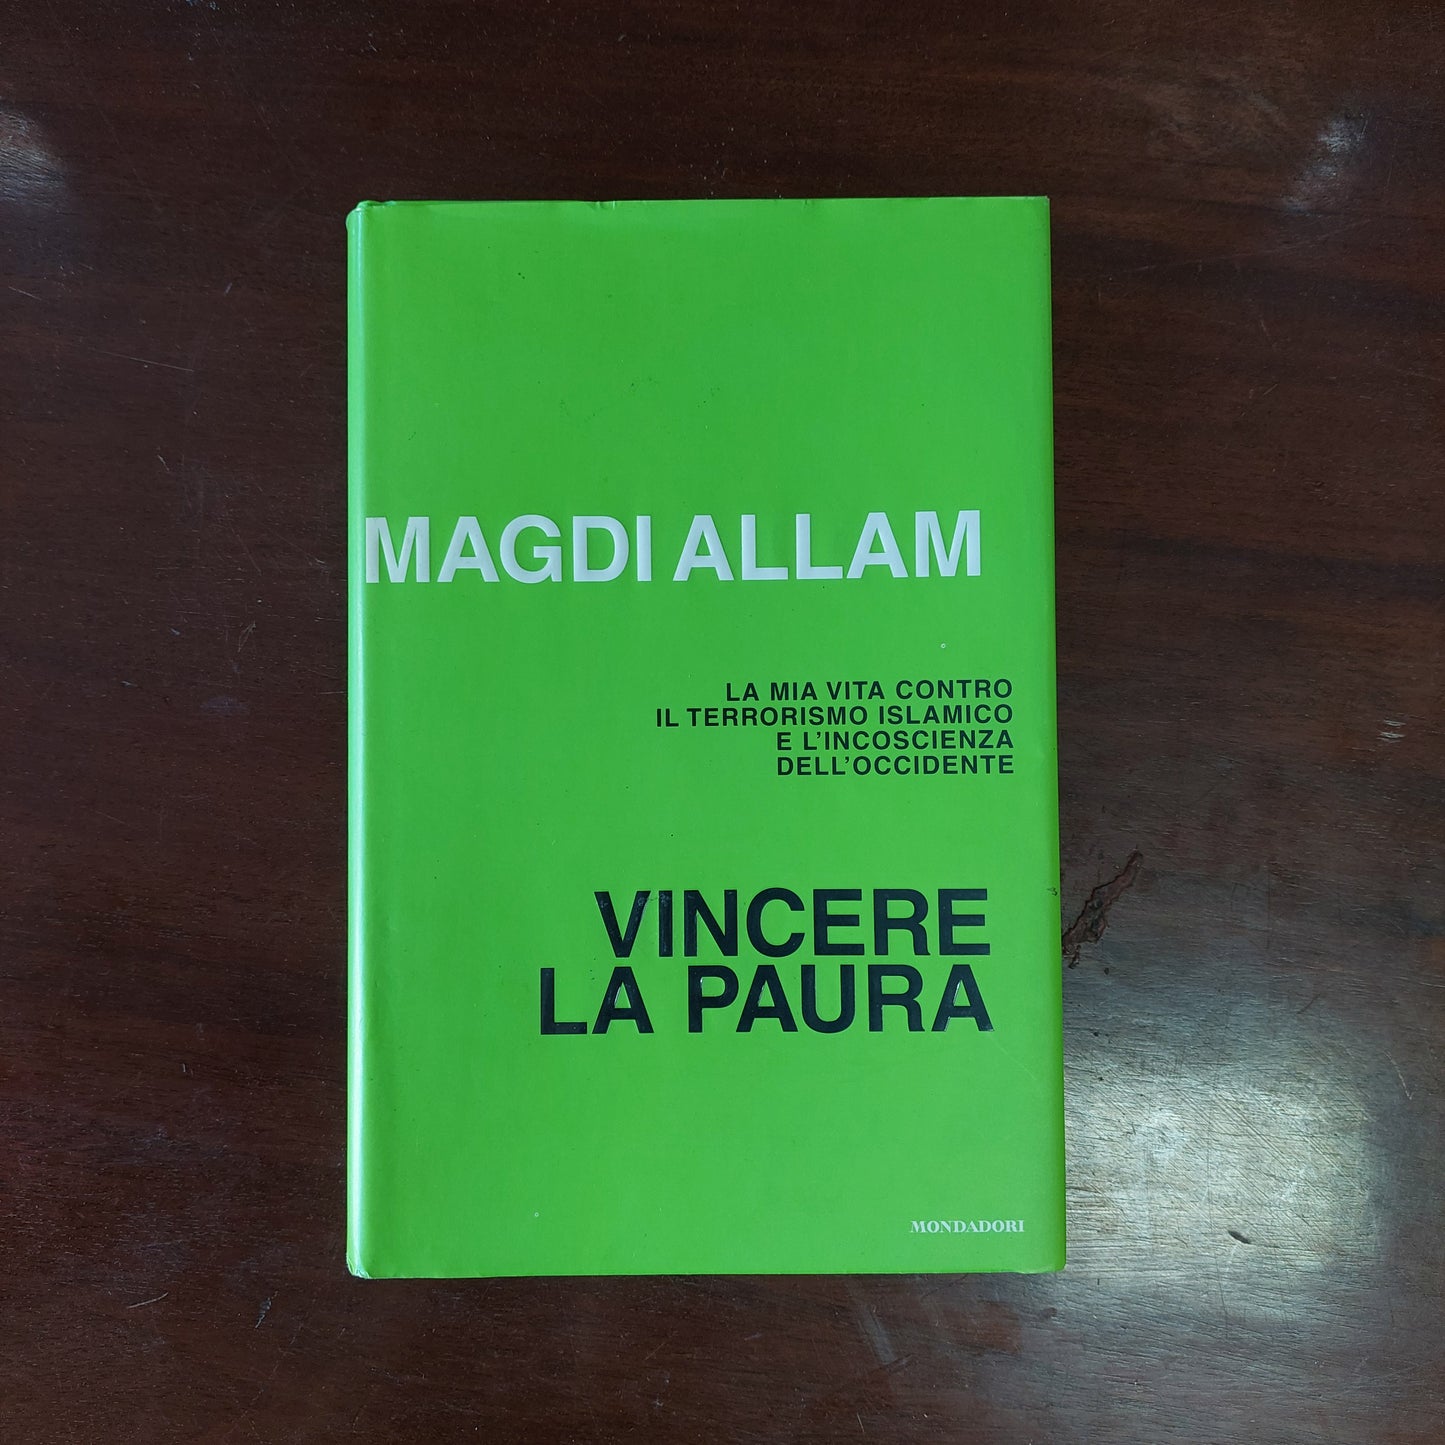 MAGDI ALLAM
LA MIA VITA CONTRO
IL TERRORISMO ISLAMICO
E L'INCOSCIENZA
DELL'OCCIDENTE
VINCERE
LA PAURA
MONDADORI